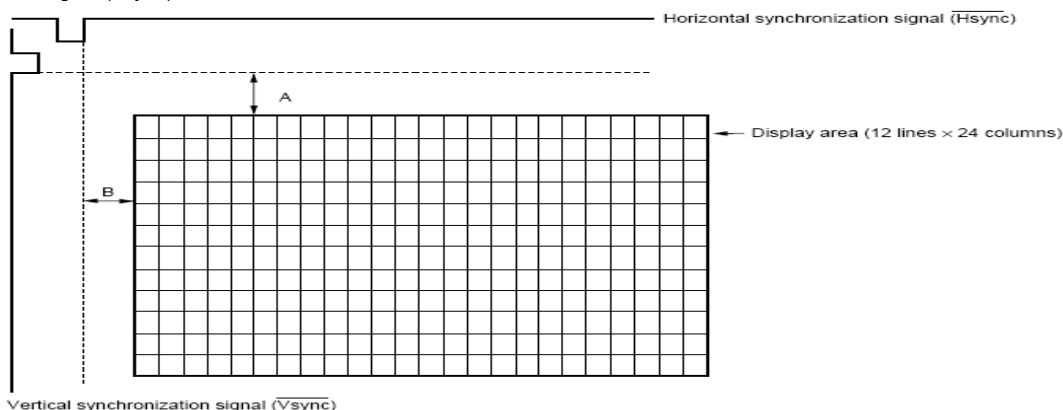 Horizontal synchronization signal (Hsync)
A
Display area (12 lines × 24 columns)
B
Vertical synchronization signal (Vsync)